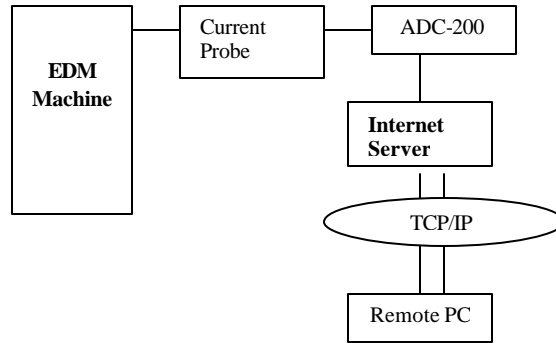 EDM
Machine
Current
Probe
ADC-200
Internet
Server
TCP/IP
Remote PC